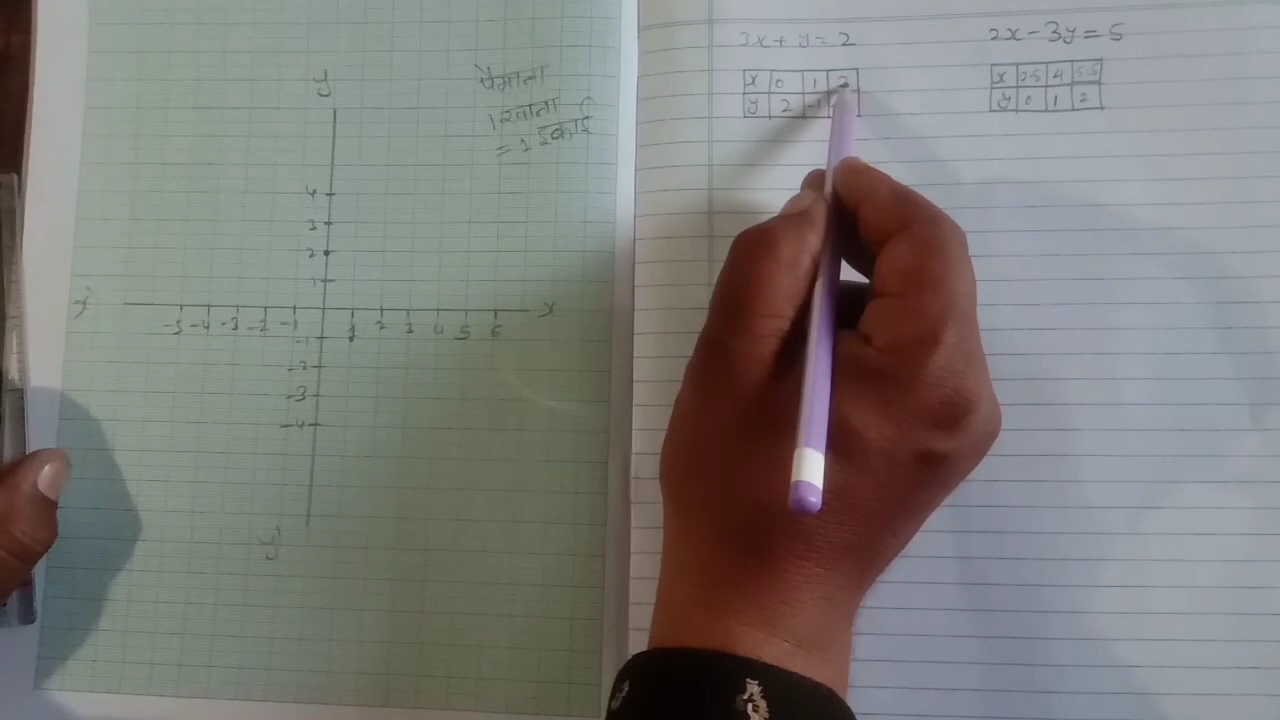 y
पैमाना
1 खाना
= 1 इकाई
4
3
2
1
x' -5 -4 -3 -2 -1 1 2 3 4 5 6 x
-1
-2
-3
-4
y'
3x + y = 2
x 0 1 2
y 2 -1
2x - 3y = 5
x 2.5 4 5.5
y 0 1 2